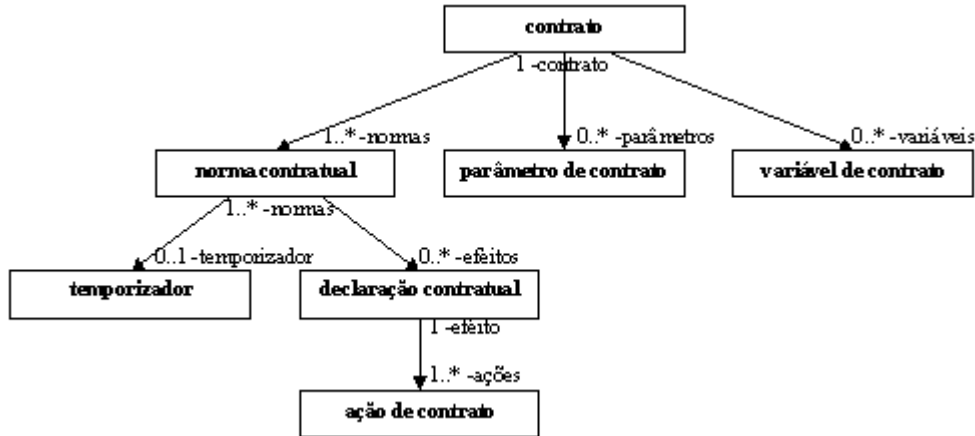 contrato
1 -contrato
1..* -normas
0..* -parâmetros
0..* -variáveis
norma contratual
parâmetro de contrato
variável de contrato
1..* -normas
0..1 -temporizador
0..* -efeitos
temporizador
declaração contratual
1 -efeito
1..* -ações
ação de contrato